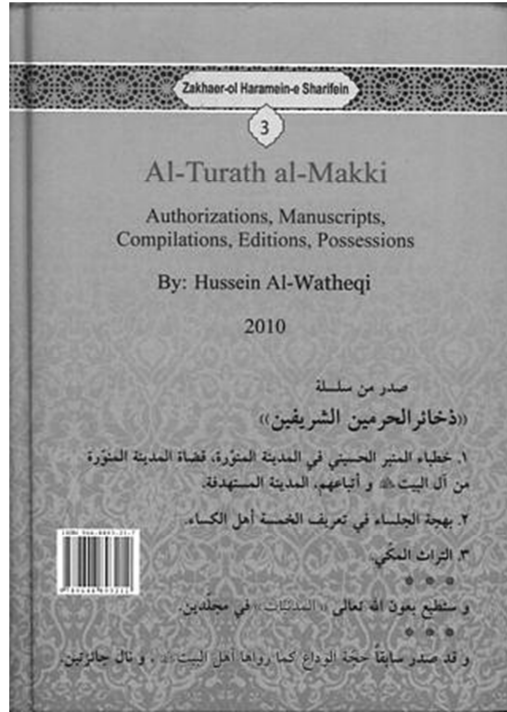 Zakhaer-ol Haramein-e Sharifein
3
Al-Turath al-Makki
Authorizations, Manuscripts,
Compilations, Editions, Possessions
By: Hussein Al-Watheqi
2010
صدر من سلسلة
((ذخائرالحرمين الشريفين))
١. خطباء المنبر الحسيني في المدينة المنوّرة، قضاة المدينة المنوّرة
من آل البيت و أتباعهم، المدينة المستهدفة.
٢. بهجة الجلساء في تعريف الخمسة أهل الكساء.
٣. التراث المكّي.
و ستطبع بعون الله تعالى ((المدنيّات)) في مجلّدين.
و قد صدر سابقاً حجّة الوداع كما رواها أهل البيت، و نال جائزتين.